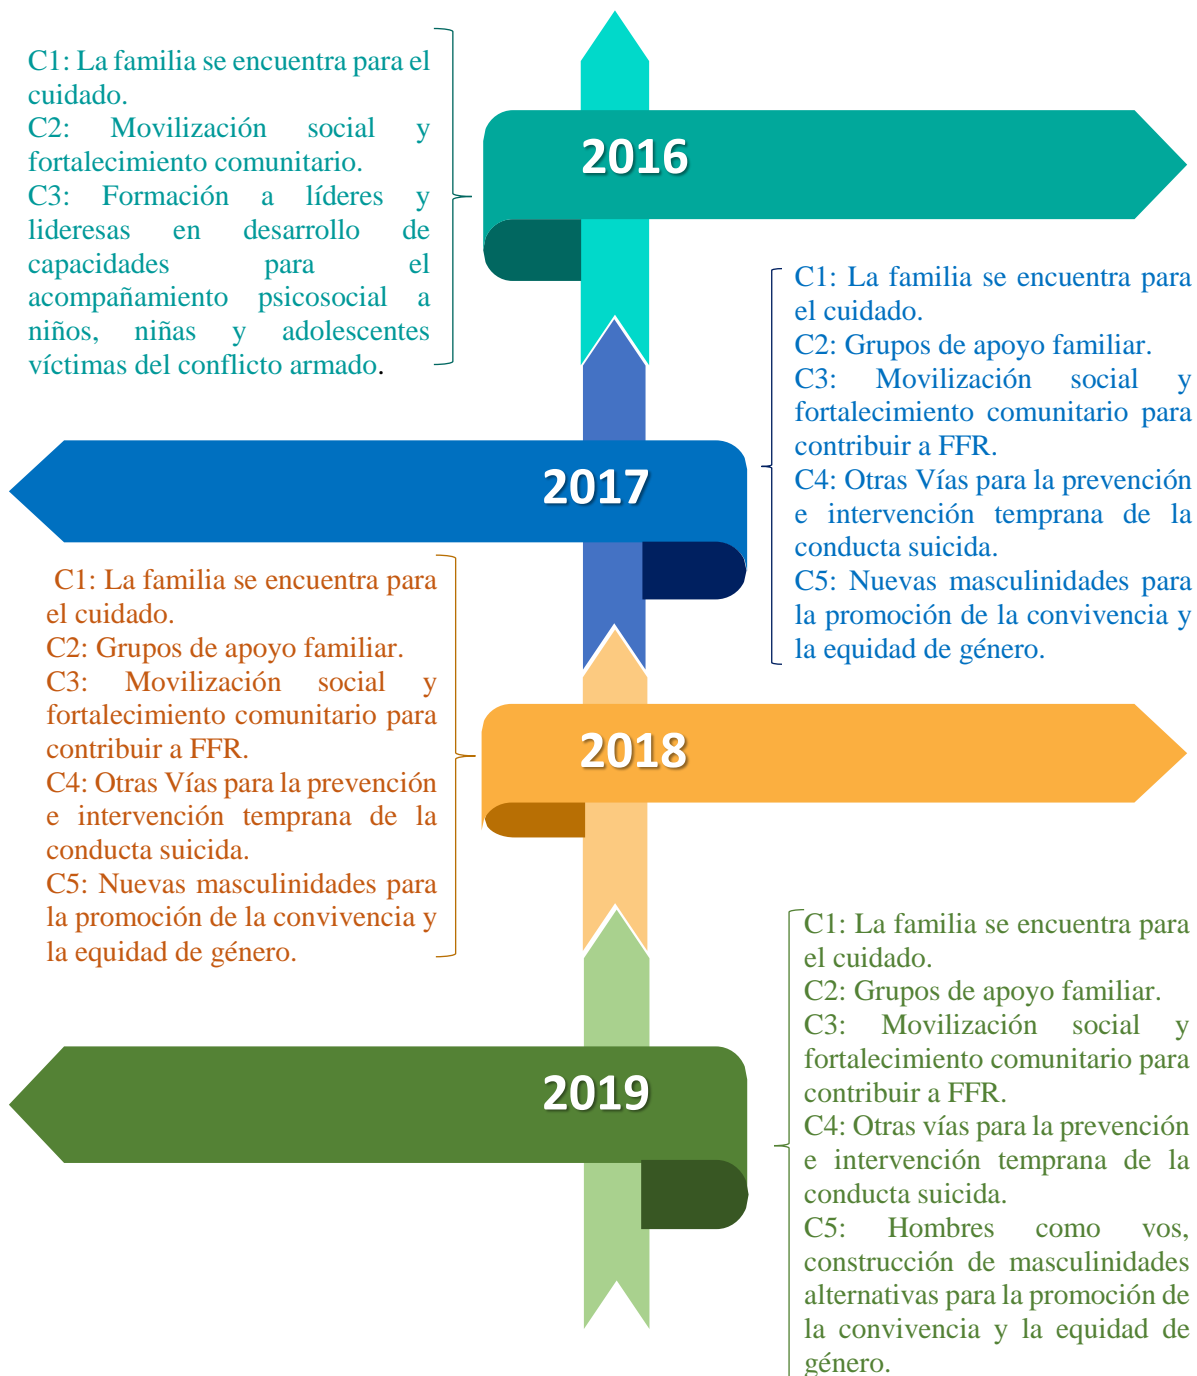 C1: La familia se encuentra para el
cuidado.
C2: Movilización social y
fortalecimiento comunitario.
C3: Formación a líderes y
lideresas en desarrollo de
capacidades para el
acompañamiento psicosocial a
niños, niñas y adolescentes
víctimas del conflicto armado.
2016
C1: La familia se encuentra para
el cuidado.
C2: Grupos de apoyo familiar.
C3: Movilización social y
fortalecimiento comunitario para
contribuir a FFR.
C4: Otras Vías para la prevención
e intervención temprana de la
conducta suicida.
C5: Nuevas masculinidades para
la promoción de la convivencia y
la equidad de género.
2017
C1: La familia se encuentra para
el cuidado.
C2: Grupos de apoyo familiar.
C3: Movilización social y
fortalecimiento comunitario para
contribuir a FFR.
C4: Otras Vías para la prevención
e intervención temprana de la
conducta suicida.
C5: Nuevas masculinidades para
la promoción de la convivencia y
la equidad de género.
2018
C1: La familia se encuentra para
el cuidado.
C2: Grupos de apoyo familiar.
C3: Movilización social y
fortalecimiento comunitario para
contribuir a FFR.
C4: Otras vías para la prevención
e intervención temprana de la
conducta suicida.
C5: Hombres como vos,
construcción de masculinidades
alternativas para la promoción de
la convivencia y la equidad de
género.
2019